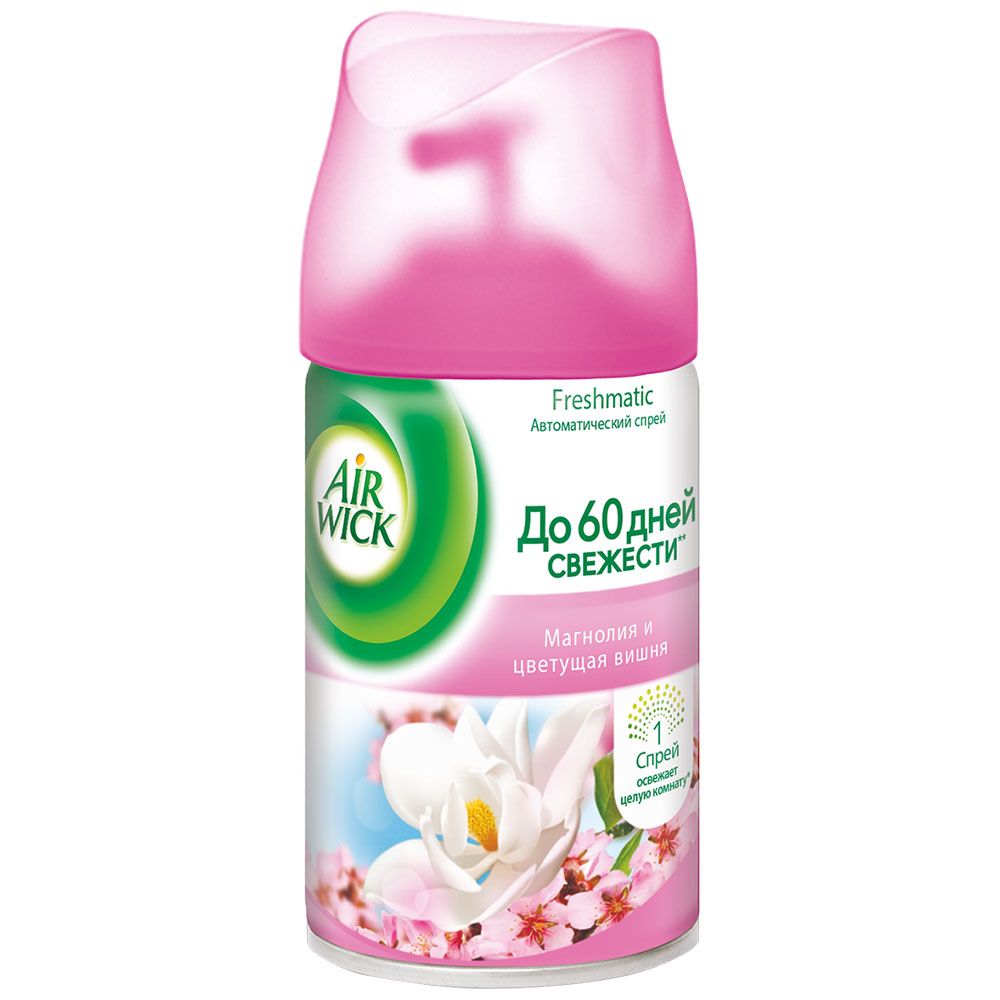 Freshmatic
Автоматический спрей
AIR
WICK
До 60 дней
СВЕЖЕСТИ**
Магнолия и
цветущая вишня
1
Спрей
освежает
целую комнату*